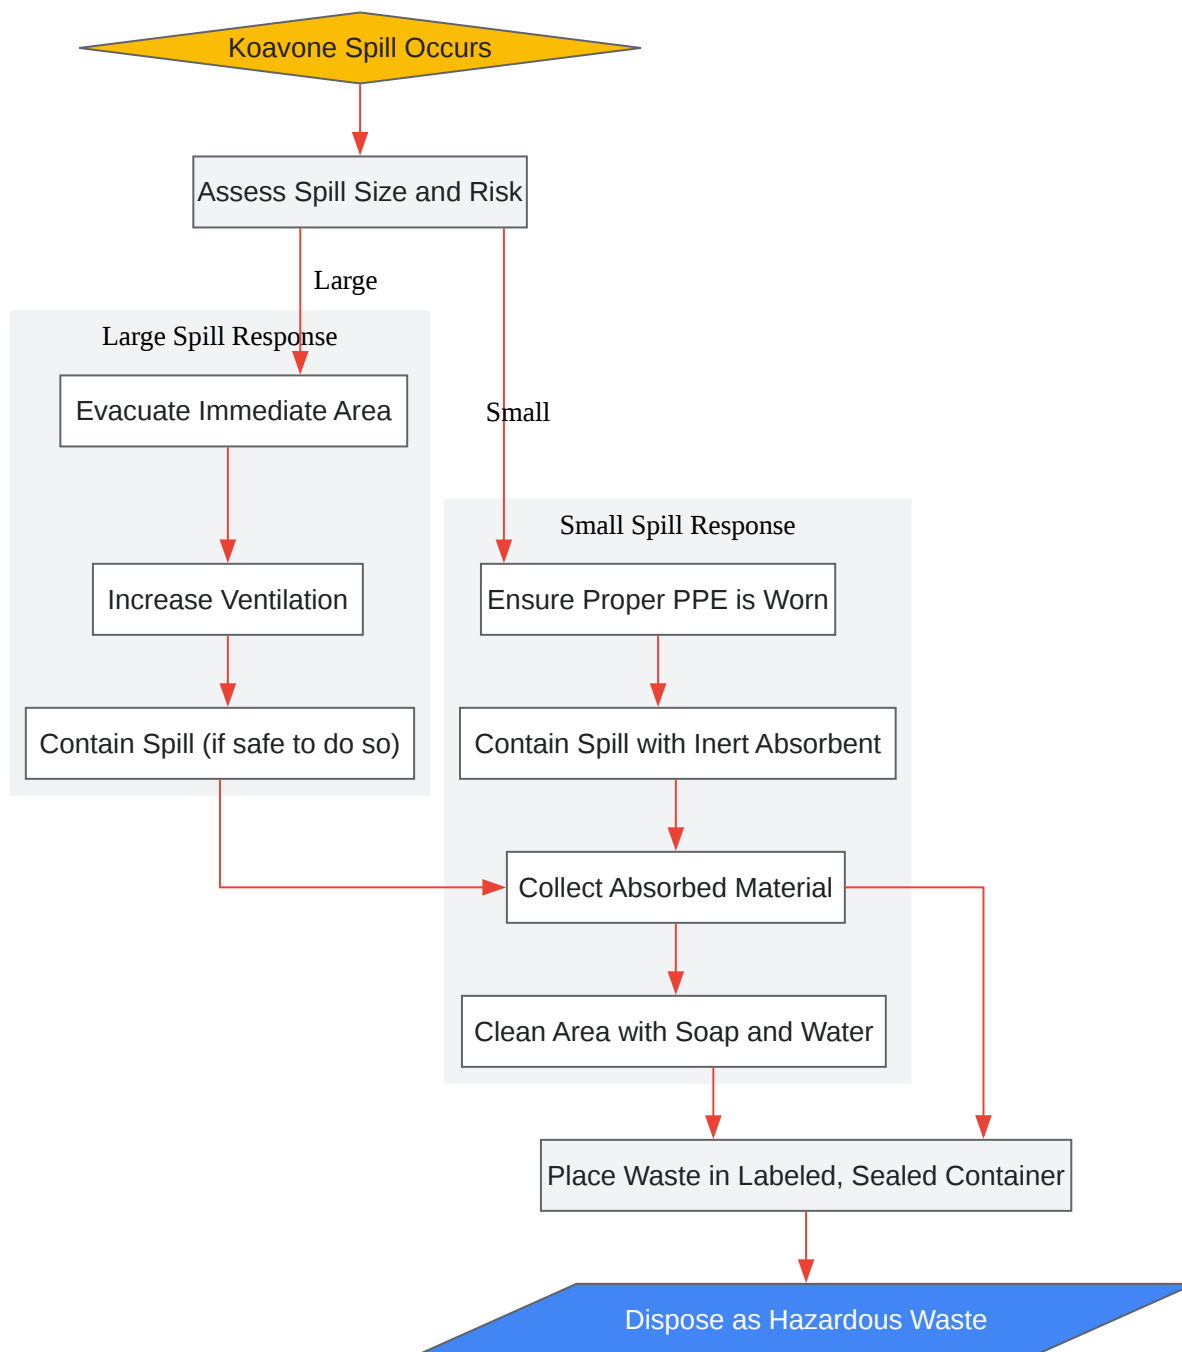 Koavone Spill Occurs
Assess Spill Size and Risk
Large
Large Spill Response
Evacuate Immediate Area
Small
Small Spill Response
Increase Ventilation
Ensure Proper PPE is Worn
Contain Spill (if safe to do so)
Contain Spill with Inert Absorbent
Collect Absorbed Material
Clean Area with Soap and Water
Place Waste in Labeled, Sealed Container
Dispose as Hazardous Waste